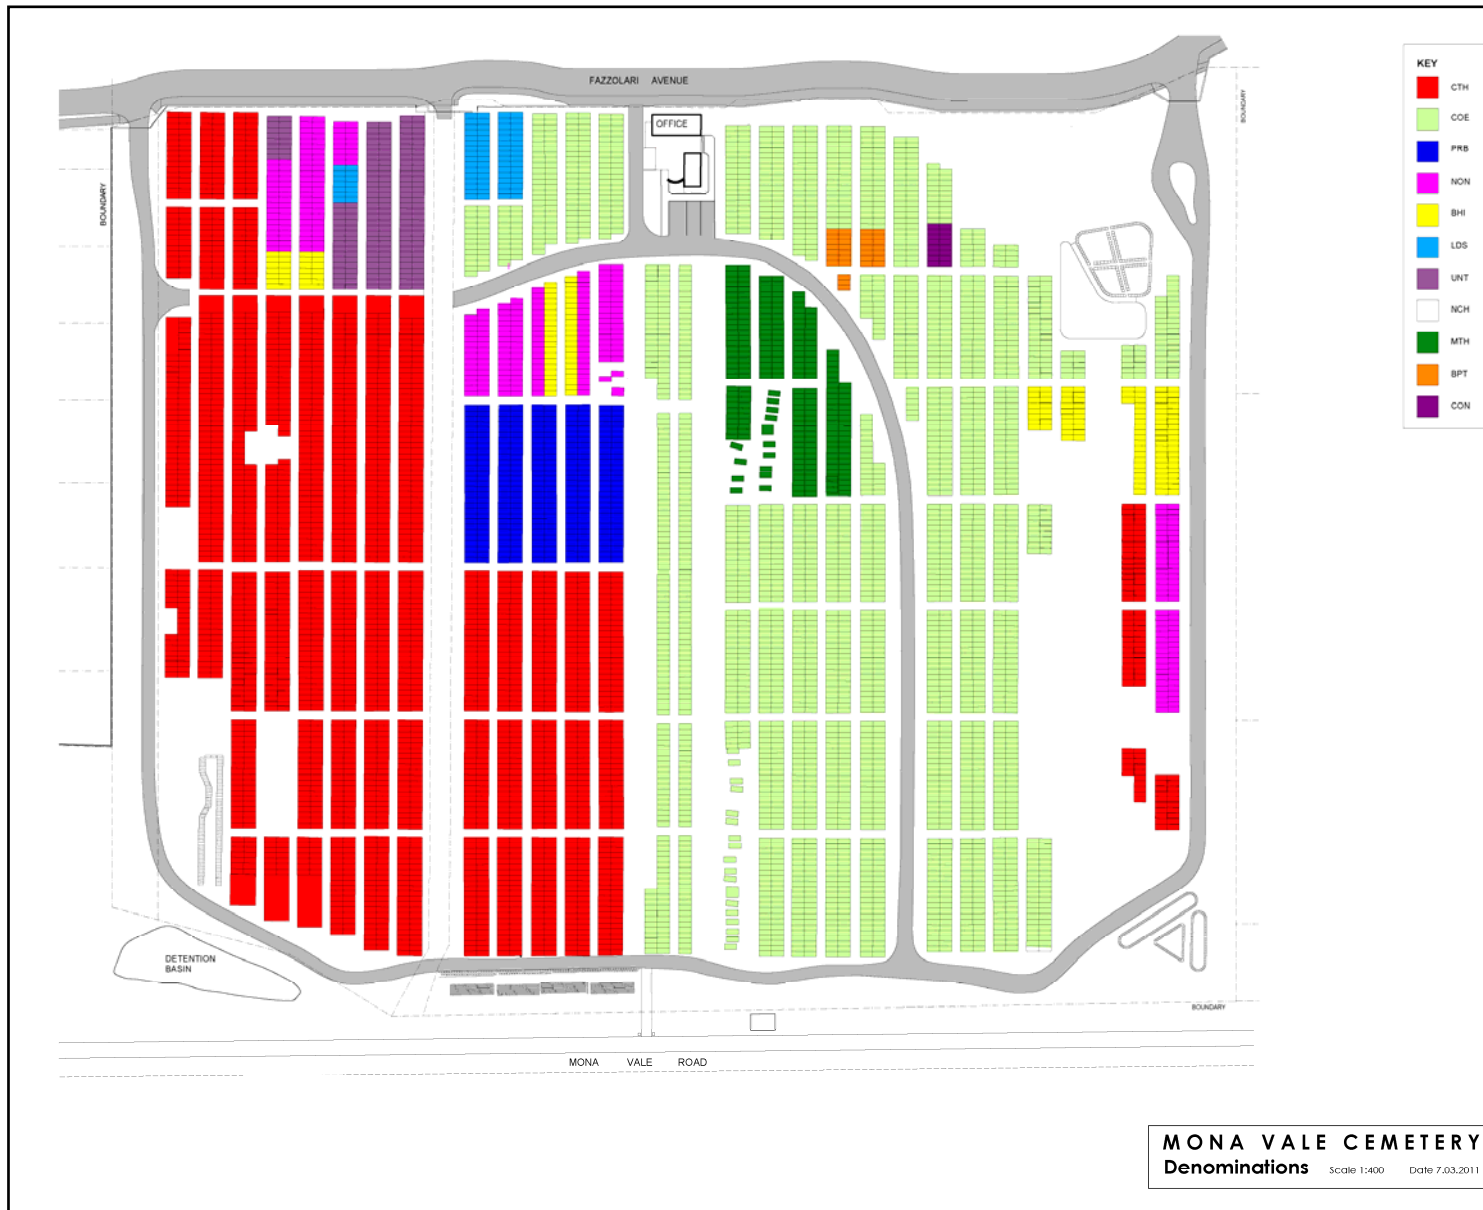 FAZZOLARI AVENUE
OFFICE
BOUNDARY
BOUNDARY
KEY
CTH
COE
PRB
NON
BHI
LDS
UNT
NCH
MTH
BPT
CON
DETENTION
BASIN
BOUNDARY
MONA VALE ROAD
MONA VALE CEMETERY
Denominations Scale 1:400 Date 7.03.2011